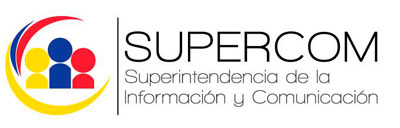 SUPERCOM
Superintendencia de la
Información y Comunicación